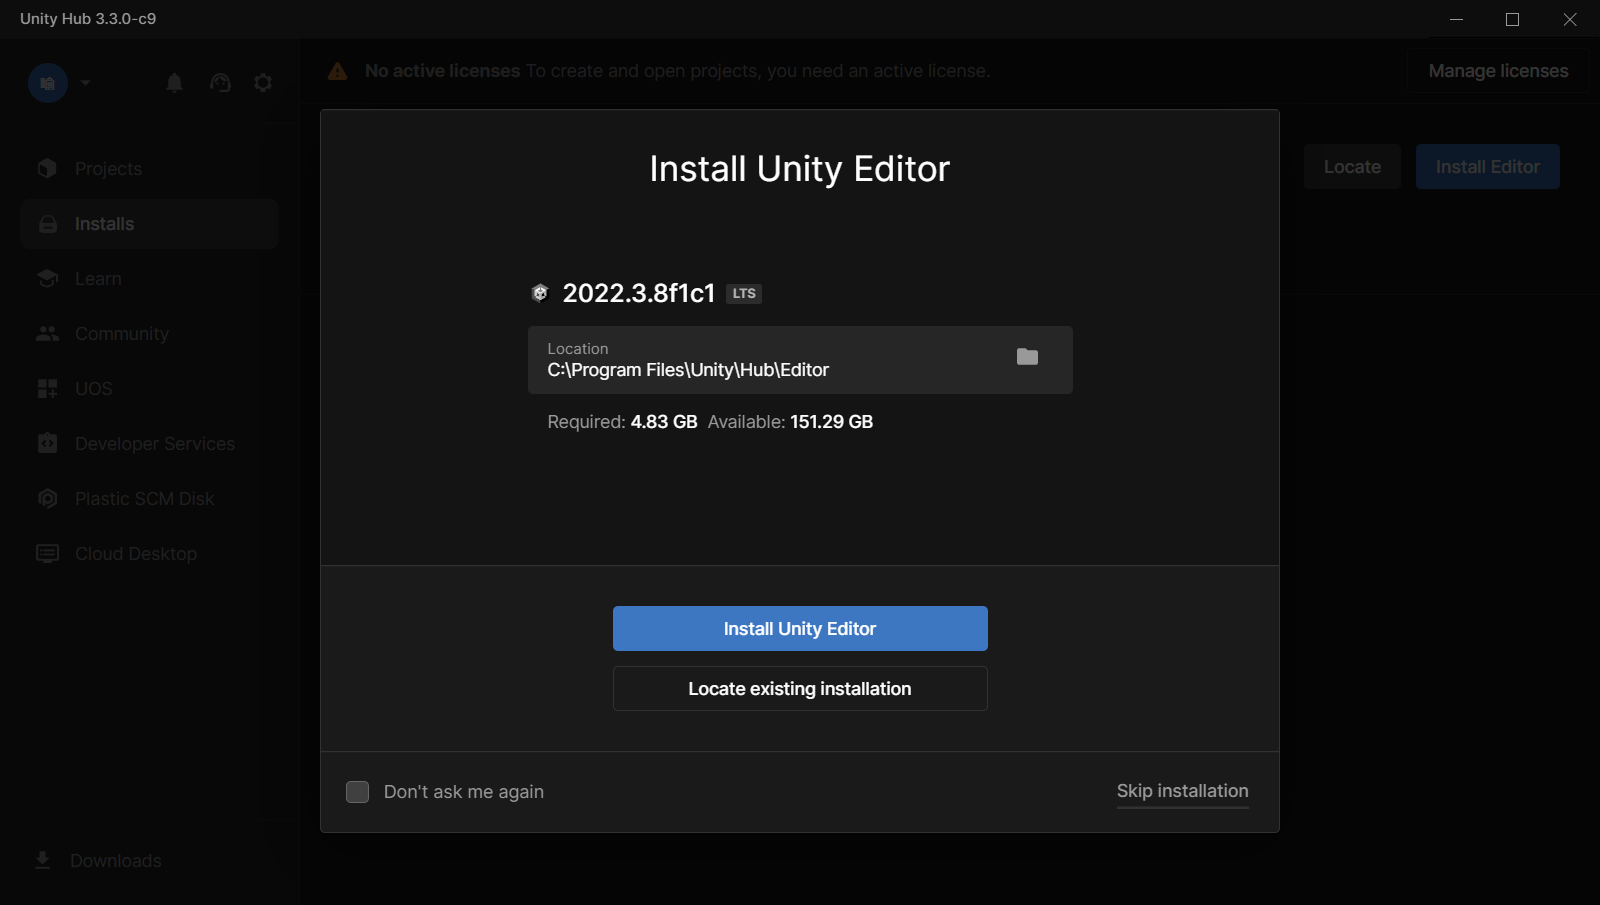 Unity Hub 3.3.0-c9
No active licenses To create and open projects, you need an active license.
Manage licenses
Projects
Installs
Learn
Community
UOS
Developer Services
Plastic SCM Disk
Cloud Desktop
Downloads
Locate
Install Editor
Install Unity Editor
2022.3.8f1c1 LTS
Location
C:\Program Files\Unity\Hub\Editor
Required: 4.83 GB Available: 151.29 GB
Install Unity Editor
Locate existing installation
Don't ask me again
Skip installation